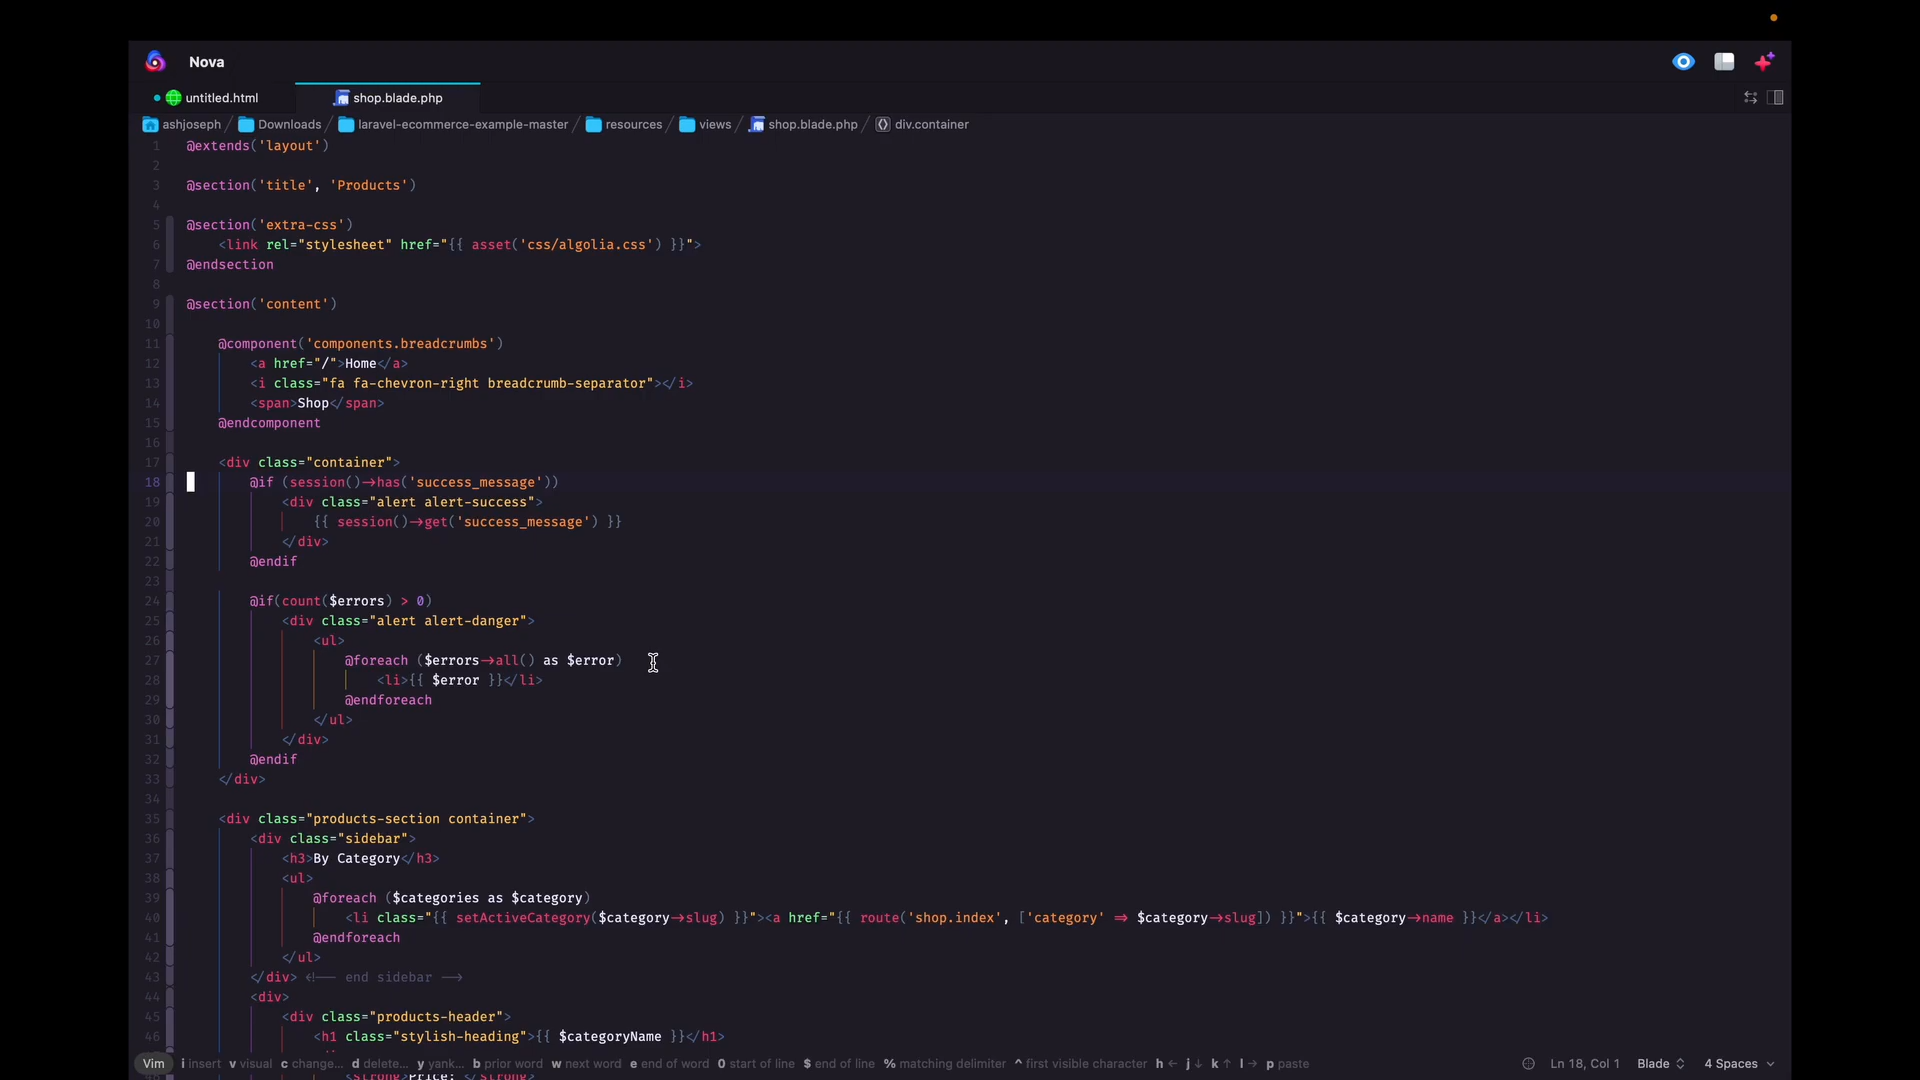 Nova
untitled.html
shop.blade.php
ashjoseph / Downloads / laravel-ecommerce-example-master / resources / views / shop.blade.php / div.container
1 @extends('layout')
2
3 @section('title', 'Products')
4
5 @section('extra-css')
6 <link rel="stylesheet" href="{{ asset('css/algolia.css') }}">
7 @endsection
8
9 @section('content')
10
11 @component('components.breadcrumbs')
12 <a href="/">Home</a>
13 <i class="fa fa-chevron-right breadcrumb-separator"></i>
14 <span>Shop</span>
15 @endcomponent
16
17 <div class="container">
18 @if (session()->has('success_message'))
19 <div class="alert alert-success">
20 {{ session()->get('success_message') }}
21 </div>
22 @endif
23
24 @if(count($errors) > 0)
25 <div class="alert alert-danger">
26 <ul>
27 @foreach ($errors->all() as $error)
28 <li>{{ $error }}</li>
29 @endforeach
30 </ul>
31 </div>
32 @endif
33 </div>
34
35 <div class="products-section container">
36 <div class="sidebar">
37 <h3>By Category</h3>
38 <ul>
39 @foreach ($categories as $category)
40 <li class="{{ setActiveCategory($category->slug) }}"><a href="{{ route('shop.index', ['category' => $category->slug]) }}">{{ $category->name }}</a></li>
41 @endforeach
42 </ul>
43 </div> <!-- end sidebar -->
44 <div>
45 <div class="products-header">
46 <h1 class="stylish-heading">{{ $categoryName }}</h1>
Vim i insert v visual c change... d delete... y yank... b prior word w next word e end of word 0 start of line $ end of line % matching delimiter ^ first visible character h ← j ↓ k ↑ l → p paste
Ln 18, Col 1 Blade 4 Spaces
<strong>Price: </strong>